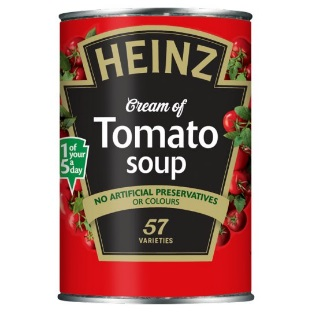 HEINZ
Cream of
Tomato
soup
1 of
your
5 a
day
NO ARTIFICIAL PRESERVATIVES
OR COLOURS
57
VARIETIES